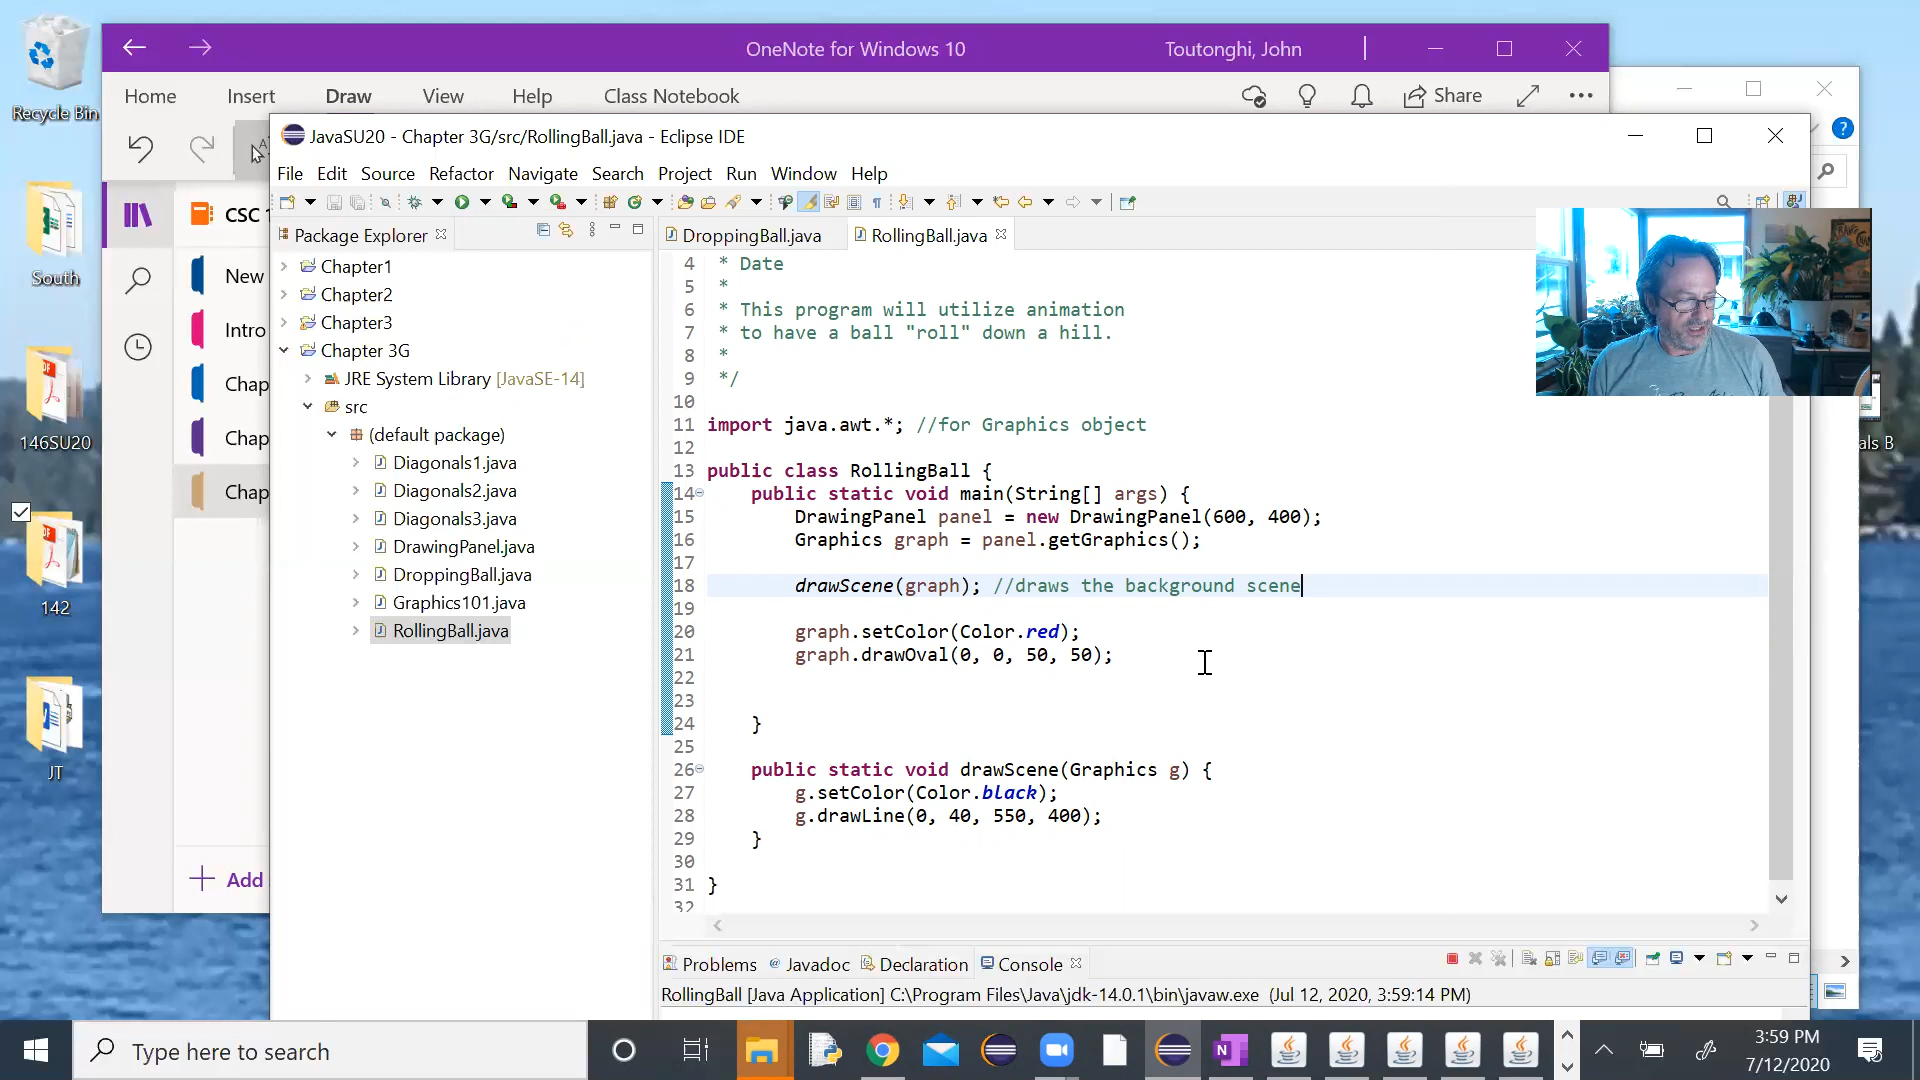 Recycle Bin
South
146SU20
142
JT
OneNote for Windows 10
Toutonghi, John
Home Insert Draw View Help Class Notebook
Share
CSC
New
Intro
Chap
Chap
Chap
Add
JavaSU20 - Chapter 3G/src/RollingBall.java - Eclipse IDE
File Edit Source Refactor Navigate Search Project Run Window Help
Package Explorer
Chapter1
Chapter2
Chapter3
Chapter 3G
JRE System Library [JavaSE-14]
src
(default package)
Diagonals1.java
Diagonals2.java
Diagonals3.java
DrawingPanel.java
DroppingBall.java
Graphics101.java
RollingBall.java
DroppingBall.java RollingBall.java
4 * Date
5 *
6 * This program will utilize animation
7 * to have a ball "roll" down a hill.
8 *
9 */
10
11 import java.awt.*; //for Graphics object
12
13 public class RollingBall {
14 public static void main(String[] args) {
15 DrawingPanel panel = new DrawingPanel(600, 400);
16 Graphics graph = panel.getGraphics();
17
18 drawScene(graph); //draws the background scene
19
20 graph.setColor(Color.red);
21 graph.drawOval(0, 0, 50, 50);
22
23
24 }
25
26 public static void drawScene(Graphics g) {
27 g.setColor(Color.black);
28 g.drawLine(0, 40, 550, 400);
29 }
30
31 }
32
Problems @ Javadoc Declaration Console
RollingBall [Java Application] C:\Program Files\Java\jdk-14.0.1\bin\javaw.exe (Jul 12, 2020, 3:59:14 PM)
als B
Type here to search
3:59 PM
7/12/2020